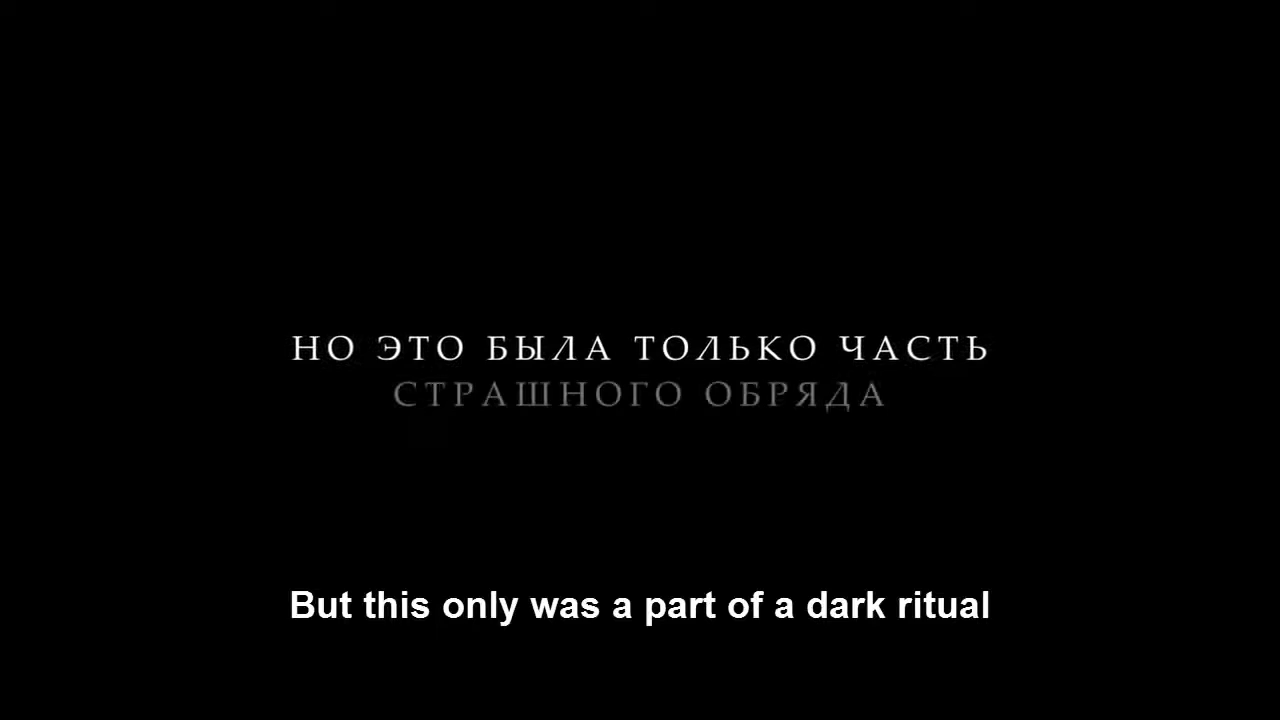 НО ЭТО БЫЛА ТОЛЬКО ЧАСТЬ
СТРАШНОГО ОБРЯДА
But this only was a part of a dark ritual